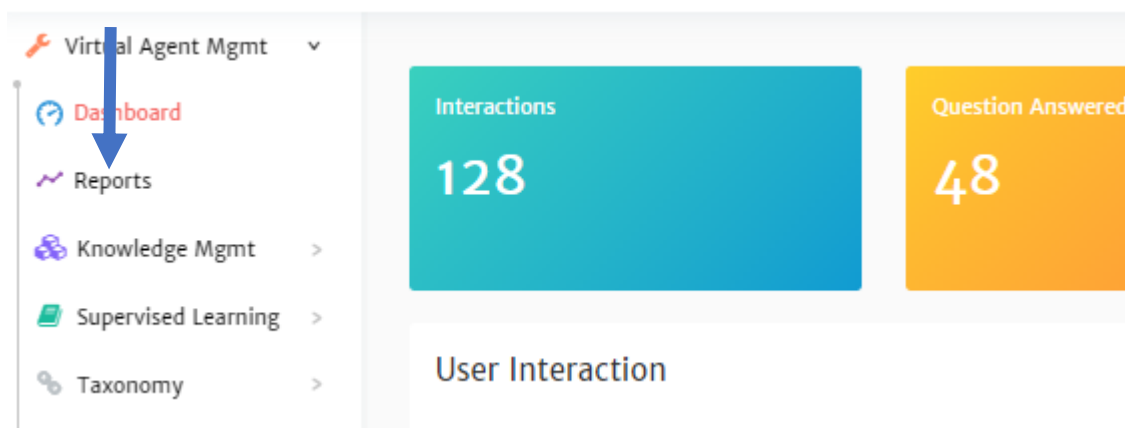 Virtual Agent Mgmt
Dashboard
Reports
Knowledge Mgmt
Supervised Learning
Taxonomy
Interactions
128
Question Answered
48
User Interaction